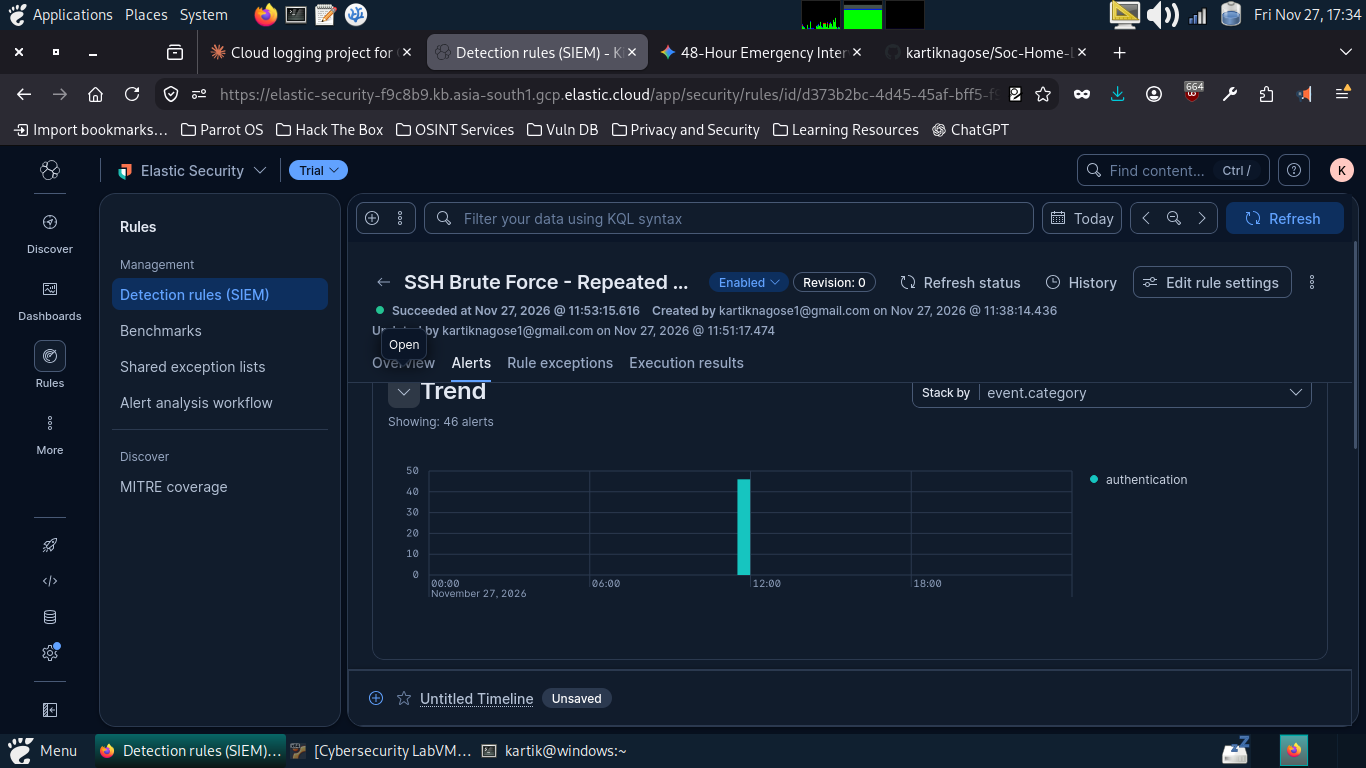 Applications Places System Fri Nov 27, 17:34
Cloud logging project for Detection rules (SIEM) - K 48-Hour Emergency Inter kartiknagose/Soc-Home-L
https://elastic-security-f9c8b9.kb.asia-south1.gcp.elastic.cloud/app/security/rules/id/d373b2bc-4d45-45af-bff5-f9 664
Import bookmarks… Parrot OS Hack The Box OSINT Services Vuln DB Privacy and Security Learning Resources ChatGPT
Elastic Security Trial Find content... Ctrl / K
Discover
Dashboards
Rules
More
Rules
Management
Detection rules (SIEM)
Benchmarks
Shared exception lists
Alert analysis workflow
Discover
MITRE coverage
Filter your data using KQL syntax Today Refresh
SSH Brute Force - Repeated ... Enabled Revision: 0 Refresh status History Edit rule settings
Succeeded at Nov 27, 2026 @ 11:53:15.616 Created by kartiknagose1@gmail.com on Nov 27, 2026 @ 11:38:14.436
Updated by kartiknagose1@gmail.com on Nov 27, 2026 @ 11:51:17.474
Open
Overview Alerts Rule exceptions Execution results
Trend Stack by event.category
Showing: 46 alerts
50
40
30
20
10
0
00:00 06:00 12:00 18:00
November 27, 2026
authentication
Untitled Timeline Unsaved
Menu Detection rules (SIEM)... [Cybersecurity LabVM... kartik@windows:~